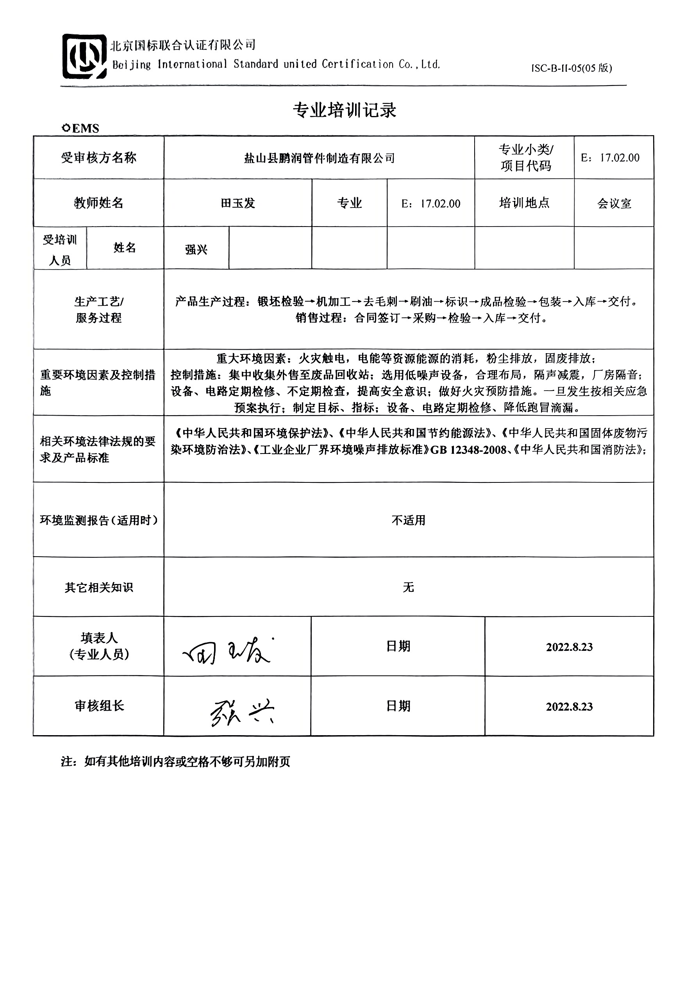 北京国标联合认证有限公司
Beijing International Standard united Certification Co.,Ltd.
ISC-B-II-05(05 版)
专业培训记录
EMS
受审核方名称
盐山县鹏润管件制造有限公司
专业小类/
项目代码
E: 17.02.00
教师姓名
田玉发
专业
E: 17.02.00
培训地点
会议室
受培训
人员
姓名
强兴
生产工艺/
服务过程
产品生产过程：锻坯检验→机加工→去毛刺→刷油→标识→成品检验→包装→入库→交付。
销售过程：合同签订→采购→检验→入库→交付。
重要环境因素及控制措
施
重大环境因素：火灾触电，电能等资源能源的消耗，粉尘排放，固废排放；
控制措施：集中收集外售至废品回收站；选用低噪声设备，合理布局，隔声减震，厂房隔音；
设备、电路定期检修、不定期检查，提高安全意识；做好火灾预防措施。一旦发生按相关应急
预案执行；制定目标、指标；设备、电路定期检修、降低跑冒滴漏。
相关环境法律法规的要
求及产品标准
《中华人民共和国环境保护法》、《中华人民共和国节约能源法》、《中华人民共和国固体废物污
染环境防治法》、《工业企业厂界环境噪声排放标准》GB 12348-2008、《中华人民共和国消防法》；
环境监测报告（适用时）
不适用
其它相关知识
无
填表人
（专业人员）
田玉发
日期
2022.8.23
审核组长
强兴
日期
2022.8.23
注：如有其他培训内容或空格不够可另加附页